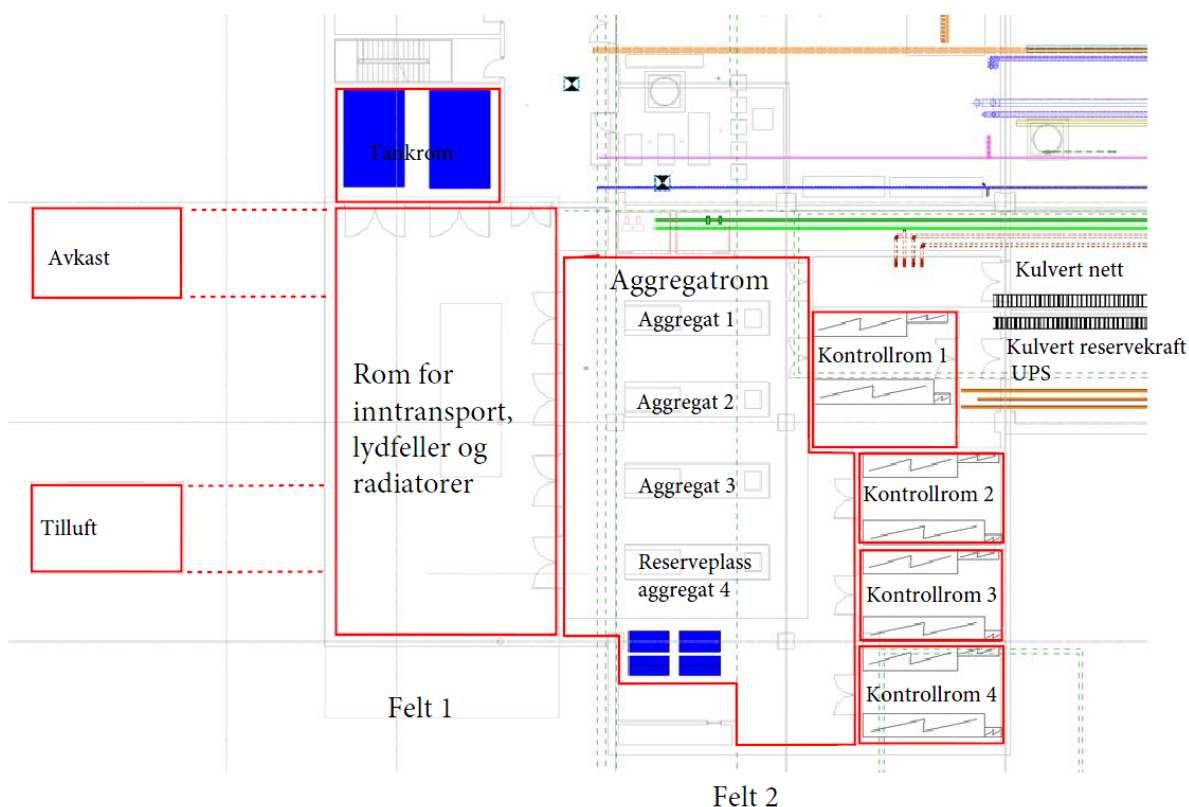 Tankrom
Avkast
Tilluft
Rom for
inntransport,
lydfeller og
radiatorer
Aggregatrom
Aggregat 1
Aggregat 2
Aggregat 3
Reserveplass
aggregat 4
Kontrollrom 1
Kontrollrom 2
Kontrollrom 3
Kontrollrom 4
Kulvert nett
Kulvert reservekraft
UPS
Felt 1
Felt 2